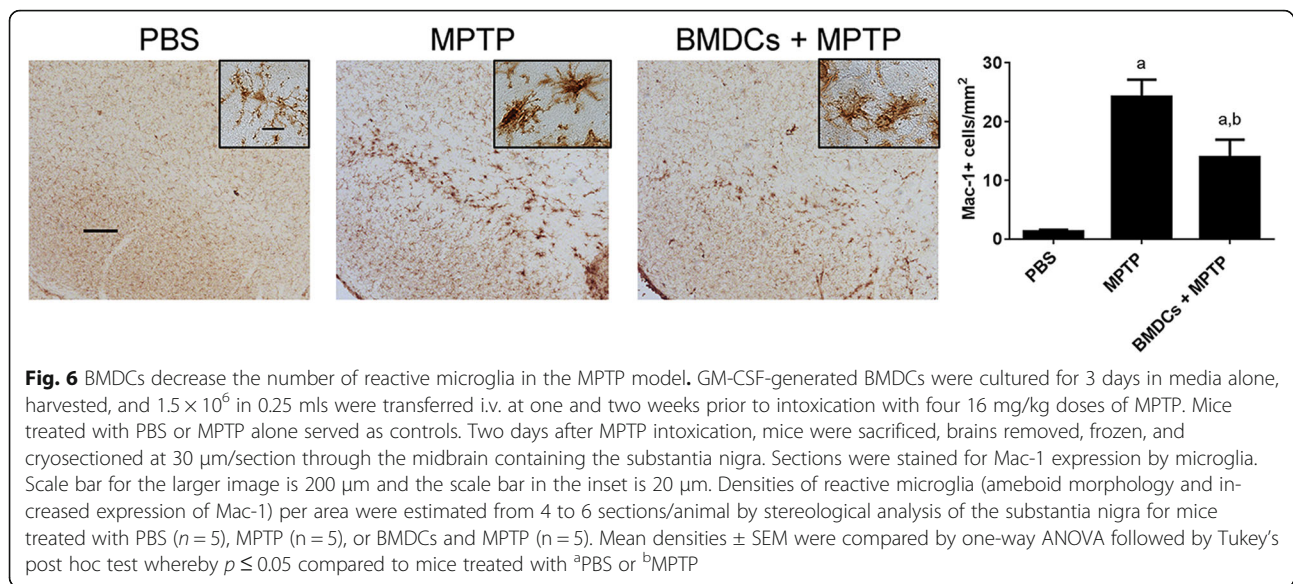 PBS
MPTP
BMDCs + MPTP
Mac-1+ cells/mm²
30
20
10
0
a
a,b
PBS
MPTP
BMDCs + MPTP
Fig. 6 BMDCs decrease the number of reactive microglia in the MPTP model. GM-CSF-generated BMDCs were cultured for 3 days in media alone,
harvested, and 1.5 × 10⁶ in 0.25 mls were transferred i.v. at one and two weeks prior to intoxication with four 16 mg/kg doses of MPTP. Mice
treated with PBS or MPTP alone served as controls. Two days after MPTP intoxication, mice were sacrificed, brains removed, frozen, and
cryosectioned at 30 μm/section through the midbrain containing the substantia nigra. Sections were stained for Mac-1 expression by microglia.
Scale bar for the larger image is 200 μm and the scale bar in the inset is 20 μm. Densities of reactive microglia (ameboid morphology and in-
creased expression of Mac-1) per area were estimated from 4 to 6 sections/animal by stereological analysis of the substantia nigra for mice
treated with PBS (n = 5), MPTP (n = 5), or BMDCs and MPTP (n = 5). Mean densities ± SEM were compared by one-way ANOVA followed by Tukey's
post hoc test whereby p ≤ 0.05 compared to mice treated with ᵃPBS or ᵇMPTP